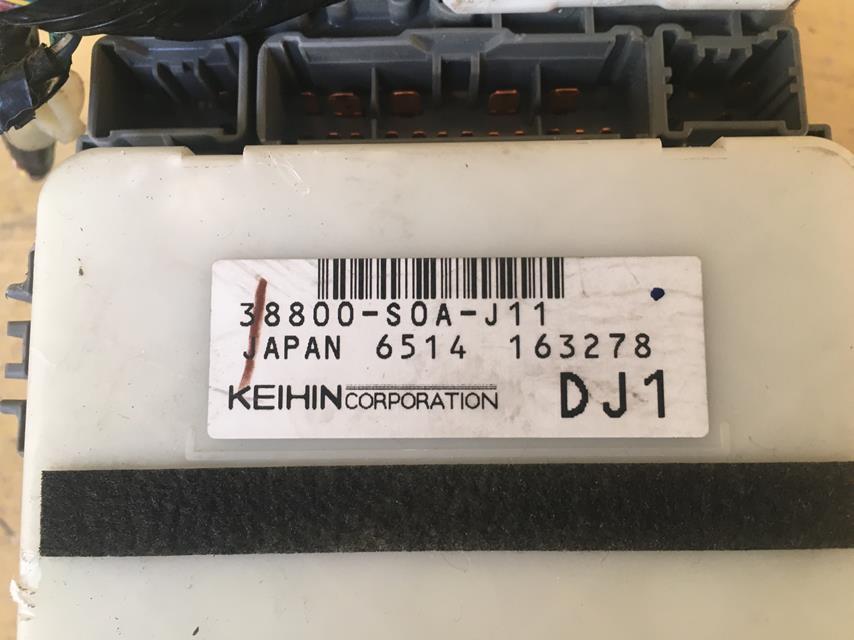 38800-S0A-J11
JAPAN 6514 163278
KEIHIN CORPORATION DJ1